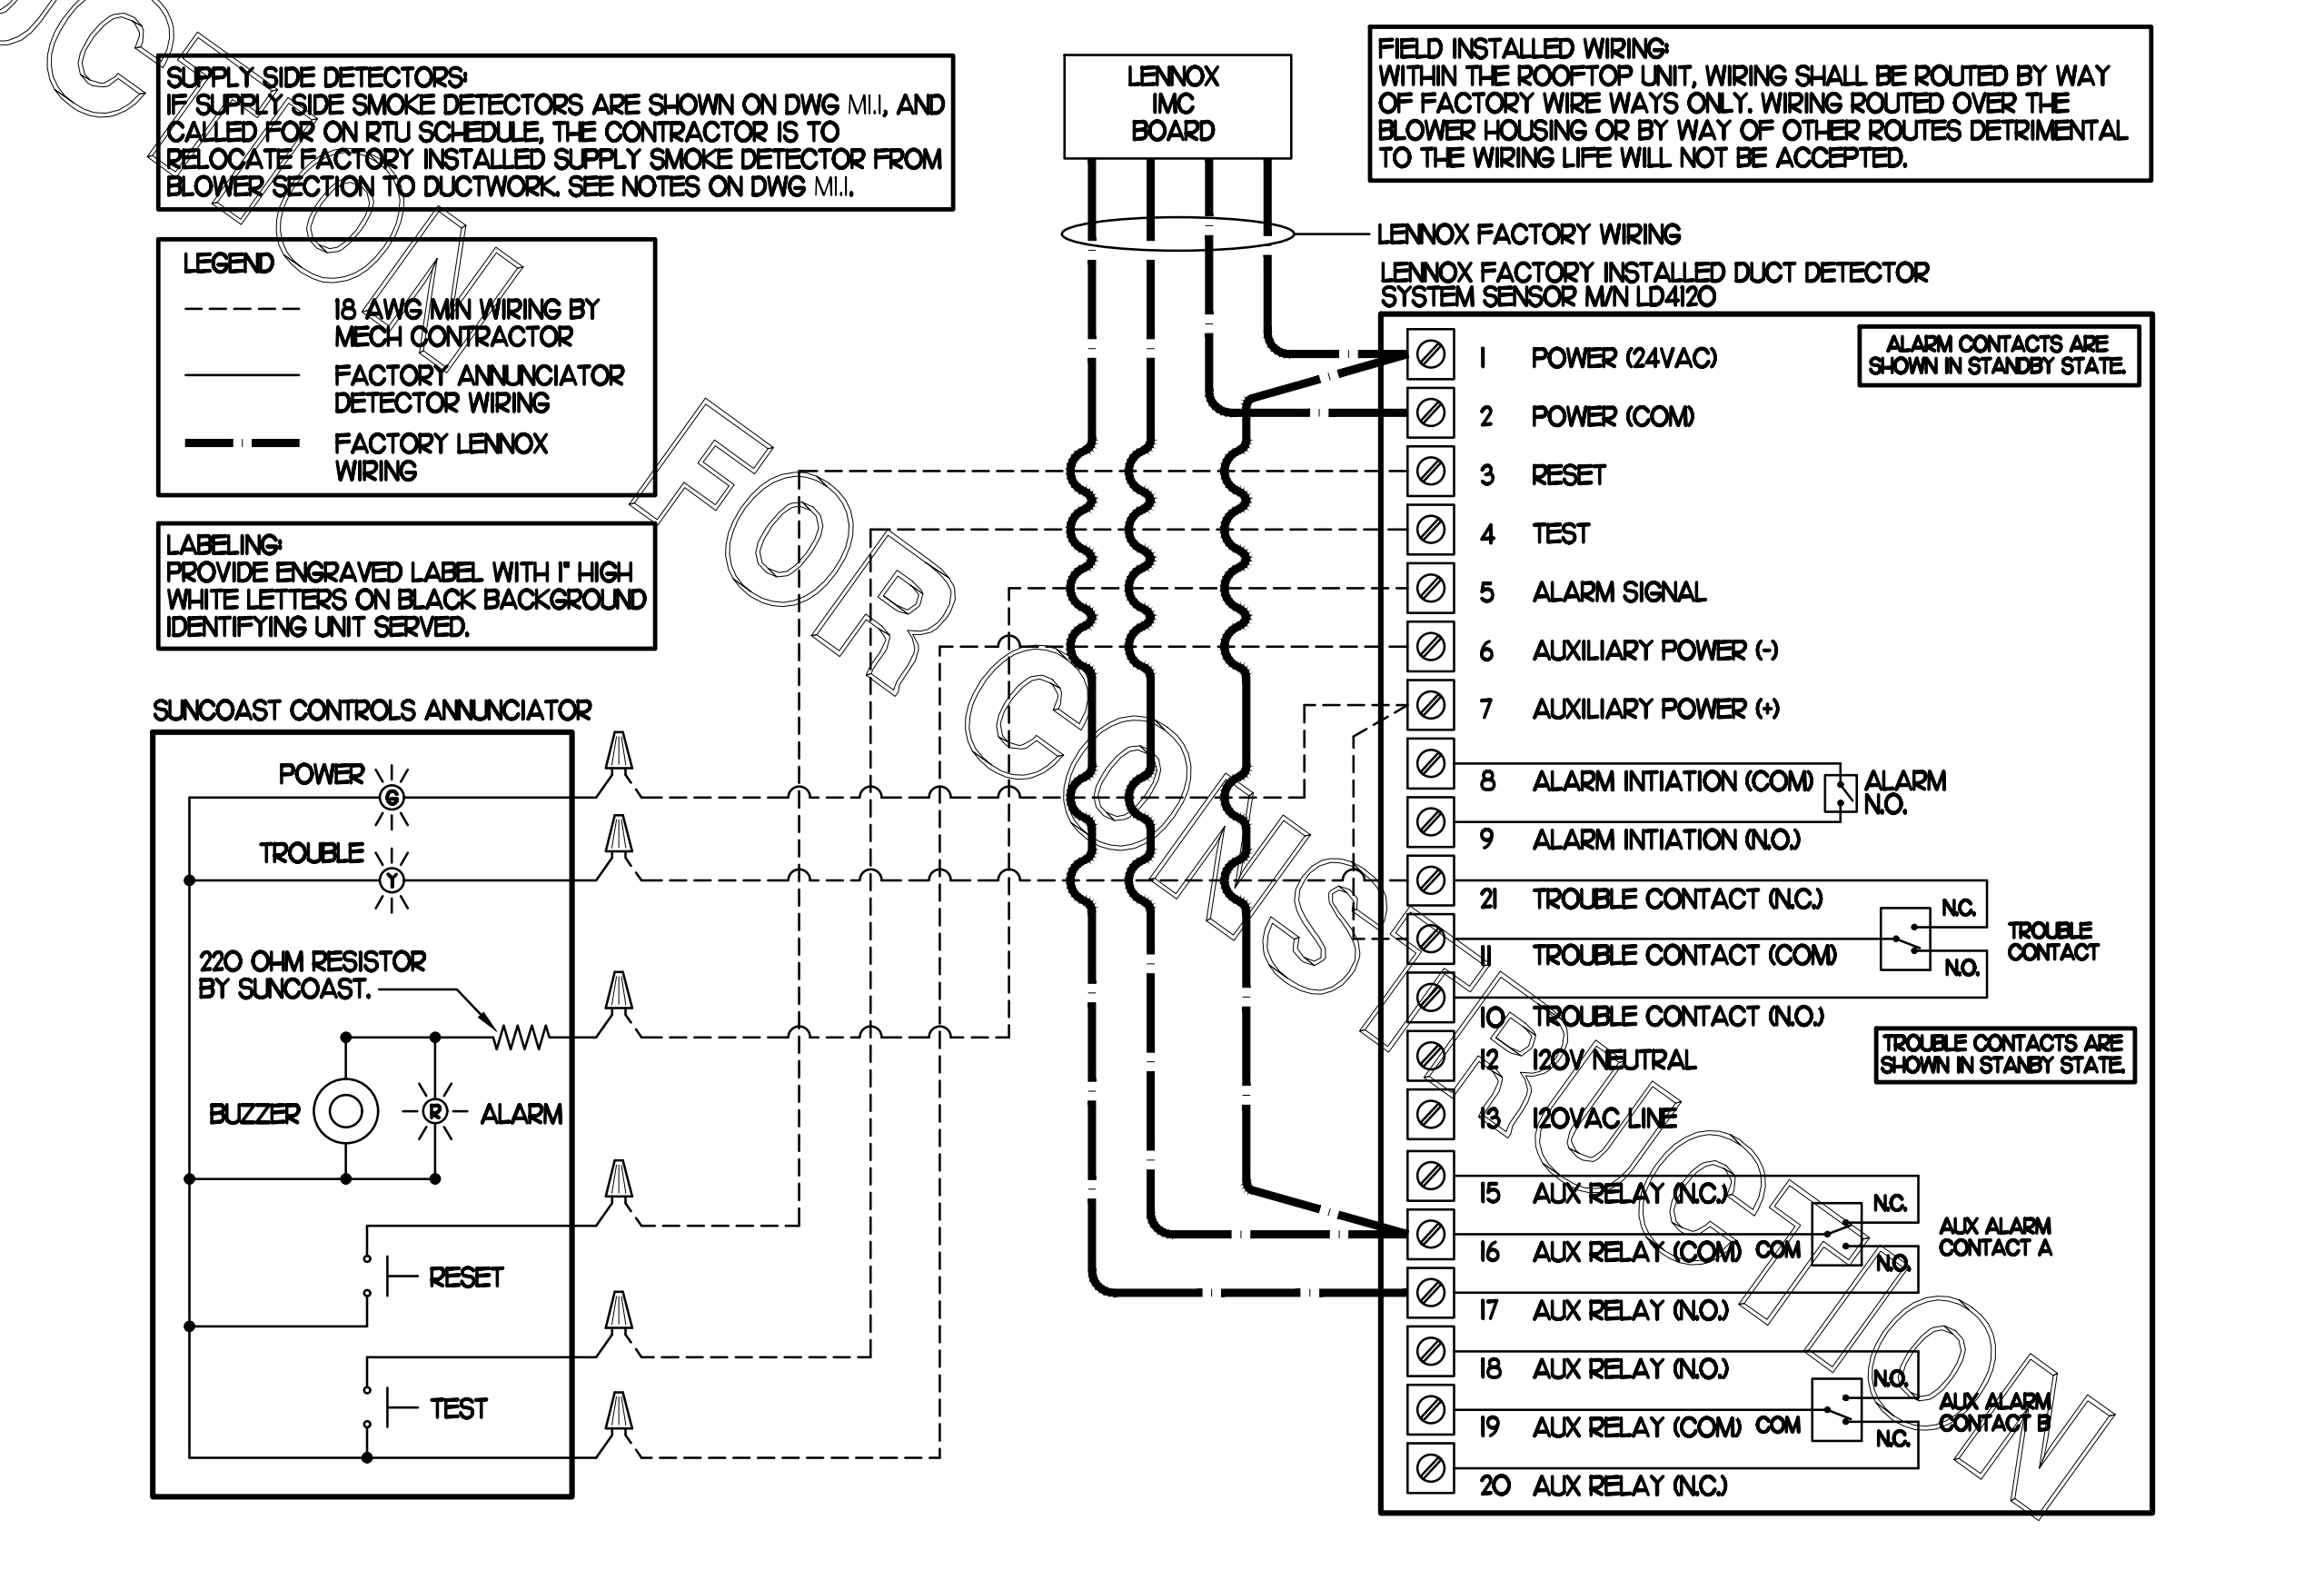 SUPPLY SIDE DETECTORS:
IF SUPPLY SIDE SMOKE DETECTORS ARE SHOWN ON DWG M1.1, AND
CALLED FOR ON RTU SCHEDULE, THE CONTRACTOR IS TO
RELOCATE FACTORY INSTALLED SUPPLY SMOKE DETECTOR FROM
BLOWER SECTION TO DUCTWORK. SEE NOTES ON DWG M1.1.
LEGEND
18 AWG MIN WIRING BY
MECH CONTRACTOR
FACTORY ANNUNCIATOR
DETECTOR WIRING
FACTORY LENNOX
WIRING
LABELING:
PROVIDE ENGRAVED LABEL WITH 1" HIGH
WHITE LETTERS ON BLACK BACKGROUND
IDENTIFYING UNIT SERVED.
LENNOX
IMC
BOARD
FIELD INSTALLED WIRING:
WITHIN THE ROOFTOP UNIT, WIRING SHALL BE ROUTED BY WAY
OF FACTORY WIRE WAYS ONLY. WIRING ROUTED OVER THE
BLOWER HOUSING OR BY WAY OF OTHER ROUTES DETRIMENTAL
TO THE WIRING LIFE WILL NOT BE ACCEPTED.
LENNOX FACTORY WIRING
LENNOX FACTORY INSTALLED DUCT DETECTOR
SYSTEM SENSOR M/N LD4120
ALARM CONTACTS ARE
SHOWN IN STANDBY STATE.
1 POWER (24VAC)
2 POWER (COM)
3 RESET
4 TEST
5 ALARM SIGNAL
6 AUXILIARY POWER (-)
7 AUXILIARY POWER (+)
8 ALARM INTIATION (COM)
ALARM
N.O.
9 ALARM INTIATION (N.O.)
21 TROUBLE CONTACT (N.C.)
N.C.
TROUBLE
CONTACT
11 TROUBLE CONTACT (COM)
N.O.
10 TROUBLE CONTACT (N.O.)
TROUBLE CONTACTS ARE
SHOWN IN STANBY STATE.
12 120V NEUTRAL
13 120VAC LINE
15 AUX RELAY (N.C.)
N.C.
AUX ALARM
CONTACT A
16 AUX RELAY (COM) COM
N.O.
17 AUX RELAY (N.O.)
18 AUX RELAY (N.O.)
N.O.
AUX ALARM
CONTACT B
19 AUX RELAY (COM) COM
N.C.
20 AUX RELAY (N.C.)
SUNCOAST CONTROLS ANNUNCIATOR
POWER
G
TROUBLE
Y
220 OHM RESISTOR
BY SUNCOAST.
BUZZER
R
ALARM
RESET
TEST
UCTION
FOR CONSTRUCTION